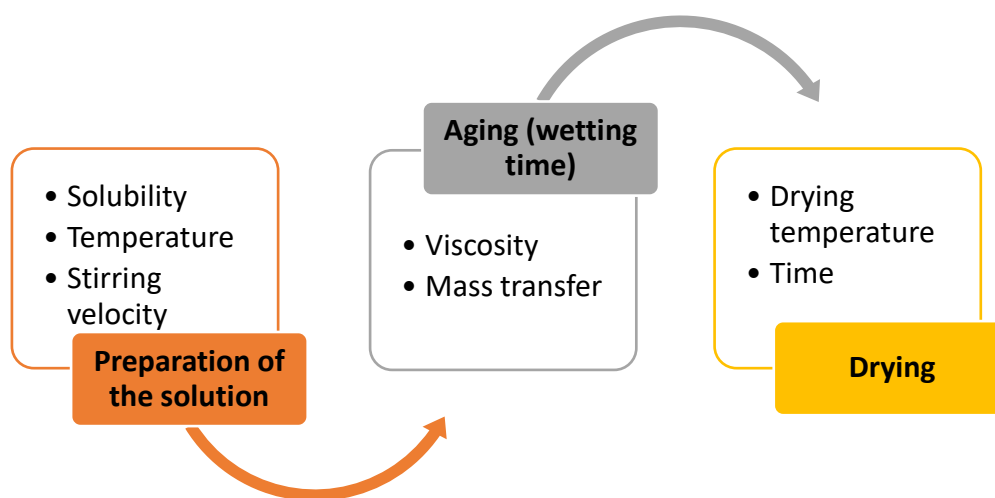 • Solubility
• Temperature
• Stirring
velocity
Preparation of
the solution
Aging (wetting
time)
• Viscosity
• Mass transfer
• Drying
temperature
• Time
Drying